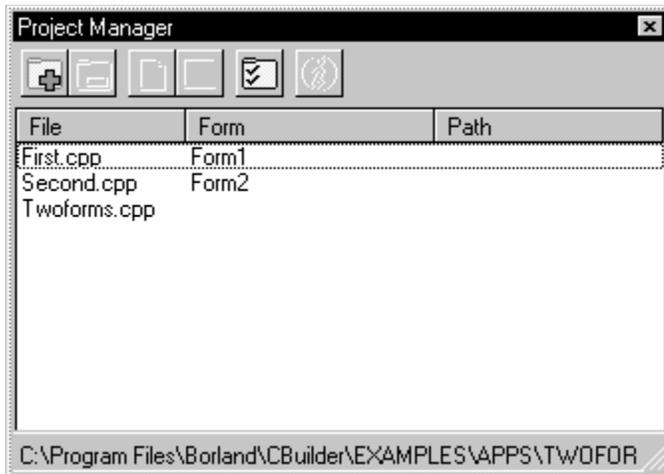 Project Manager
File Form Path
First.cpp Form1
Second.cpp Form2
Twoforms.cpp
C:\Program Files\Borland\CBuilder\EXAMPLES\APPS\TWOFOR